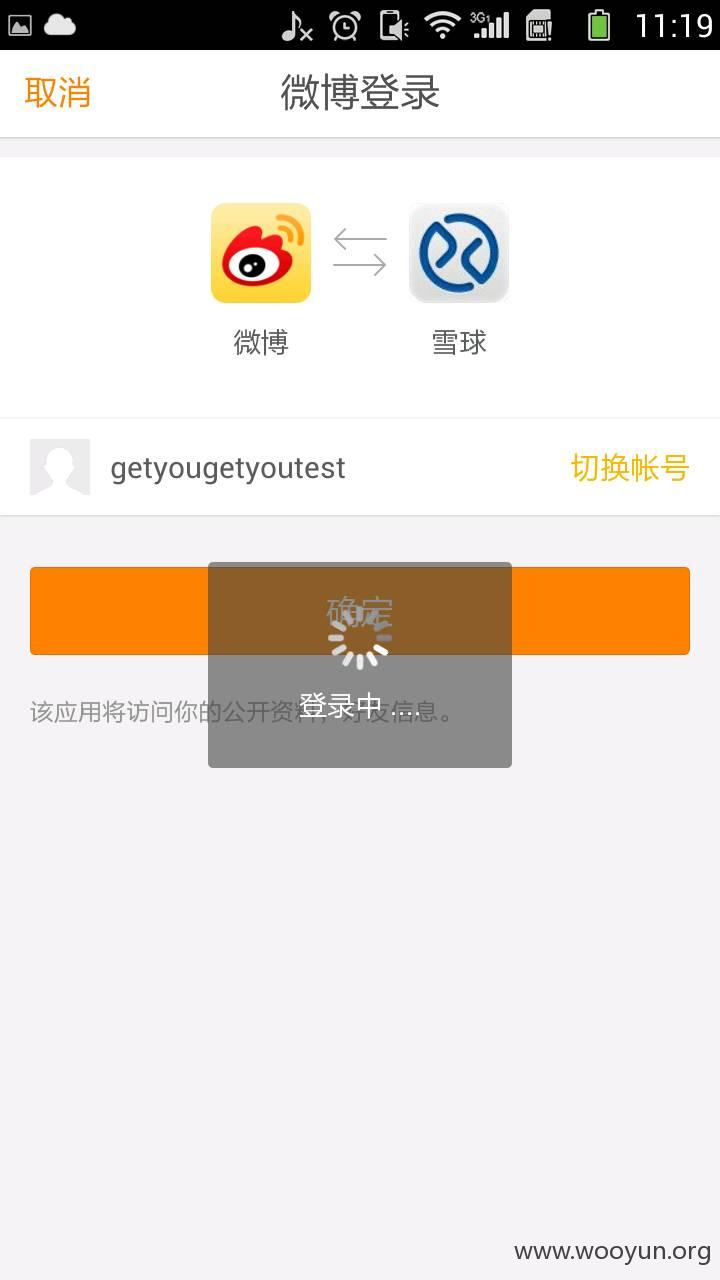 3G1 11:19
取消 微博登录
微博 雪球
getyougetyoutest 切换帐号
确定
登录中 ....
该应用将访问你的公开资料，好友信息。
www.wooyun.org